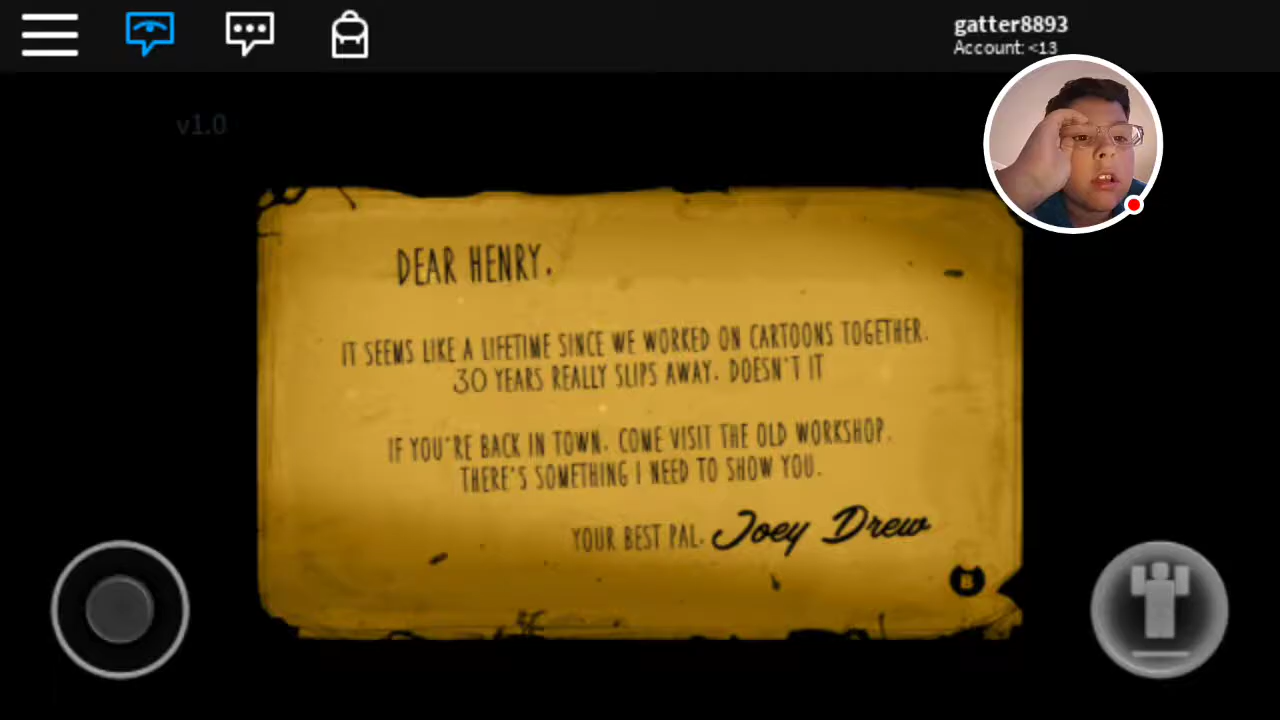 gatter8893
Account: <13
v1.0
DEAR HENRY,
IT SEEMS LIKE A LIFETIME SINCE WE WORKED ON CARTOONS TOGETHER.
30 YEARS REALLY SLIPS AWAY, DOESN'T IT
IF YOU'RE BACK IN TOWN, COME VISIT THE OLD WORKSHOP.
THERE'S SOMETHING I NEED TO SHOW YOU.
YOUR BEST PAL, Joey Drew
B